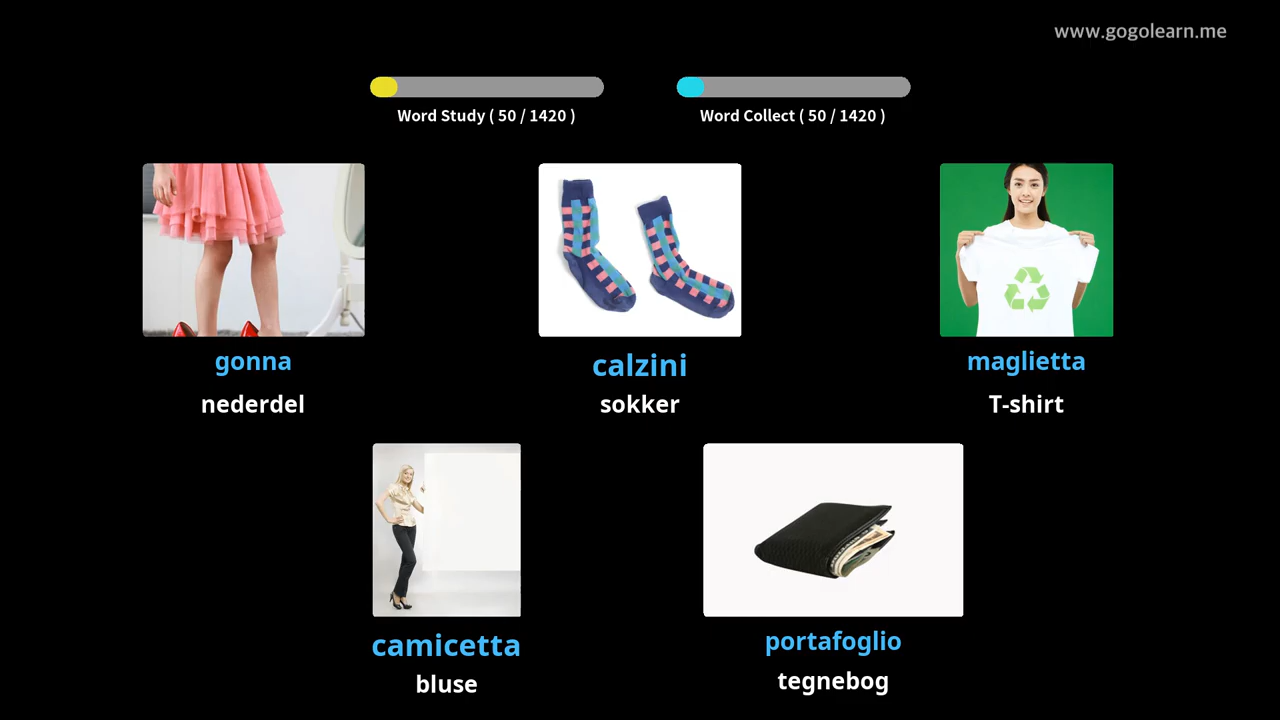 www.gogolearn.me
Word Study ( 50 / 1420 )
Word Collect ( 50 / 1420 )
gonna
calzini
maglietta
nederdel
sokker
T-shirt
camicetta
portafoglio
bluse
tegnebog